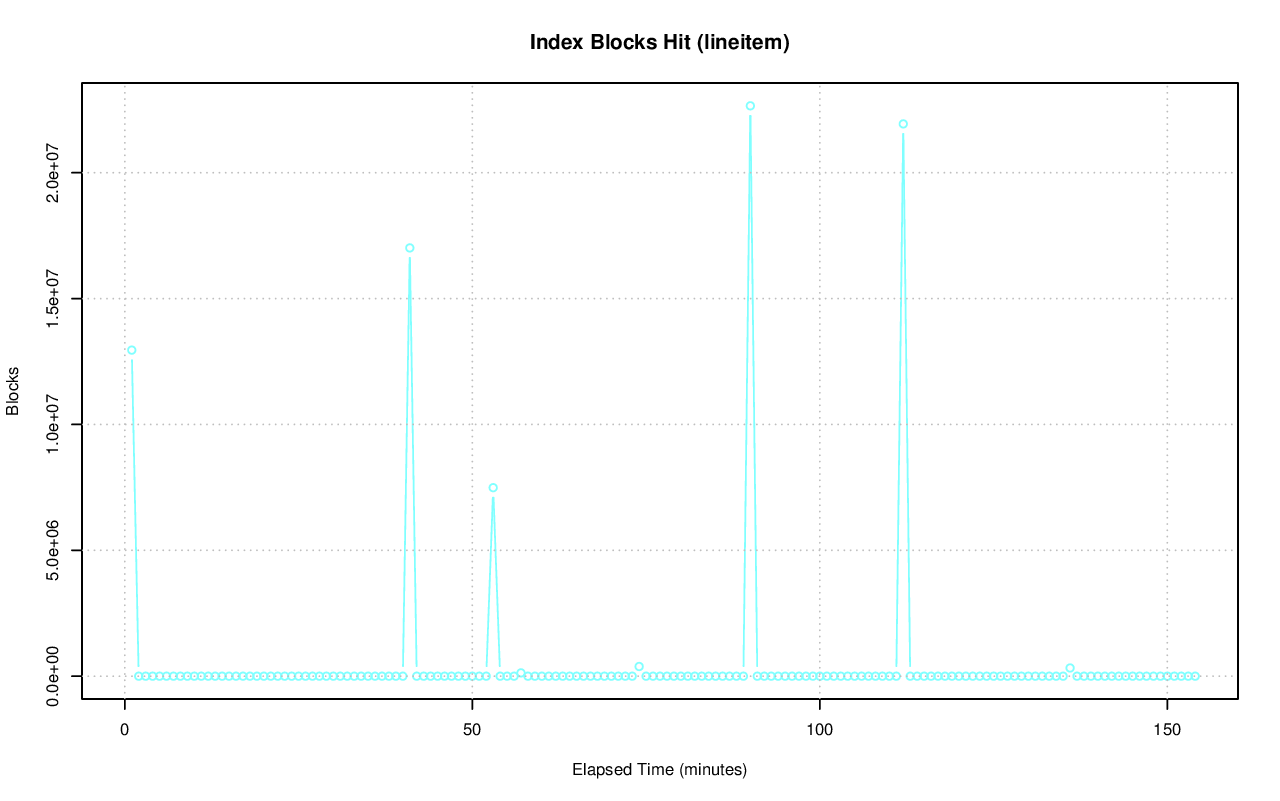 Index Blocks Hit (lineitem)
Blocks
2.0e+07
1.5e+07
1.0e+07
5.0e+06
0.0e+00
0 50 100 150
Elapsed Time (minutes)